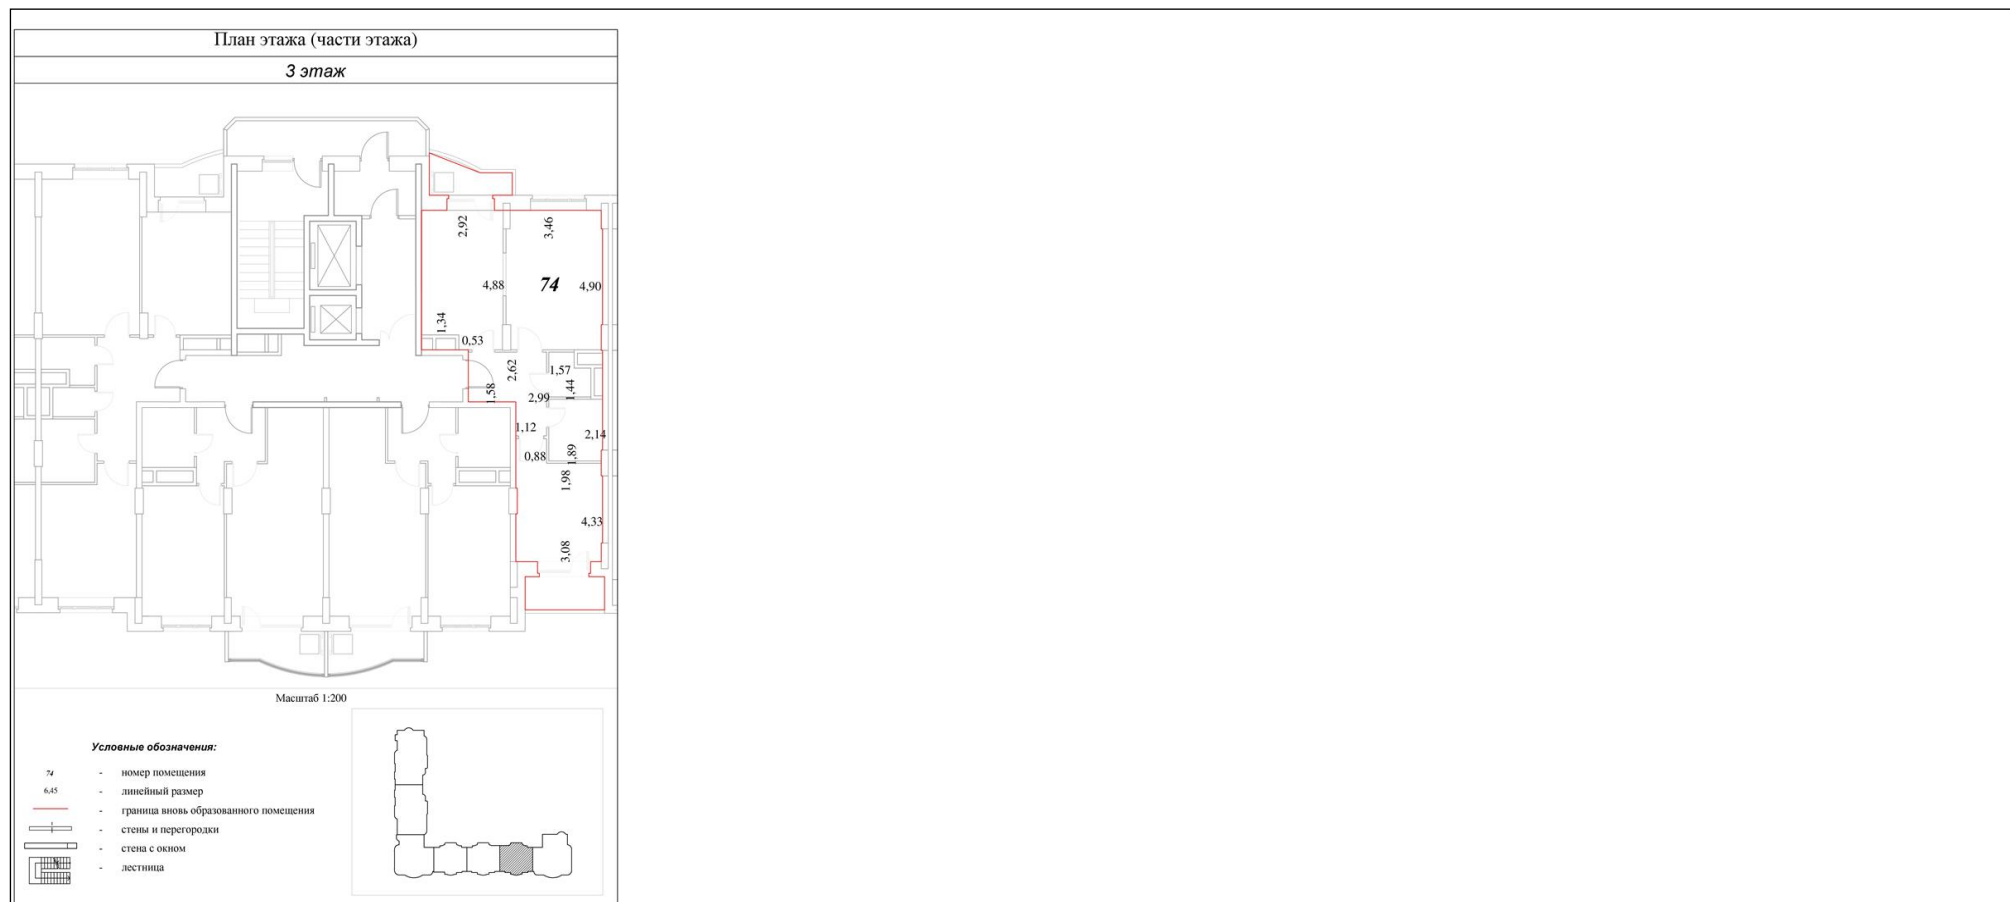 План этажа (части этажа)
3 этаж
2,92
3,46
4,88
74
4,90
1,34
0,53
2,62
1,57
1,58
2,99
1,44
1,12
2,14
0,88
1,89
1,98
4,33
3,08
Масштаб 1:200
Условные обозначения:
74 - номер помещения
6,45 - линейный размер
- граница вновь образованного помещения
- стены и перегородки
- стена с окном
- лестница